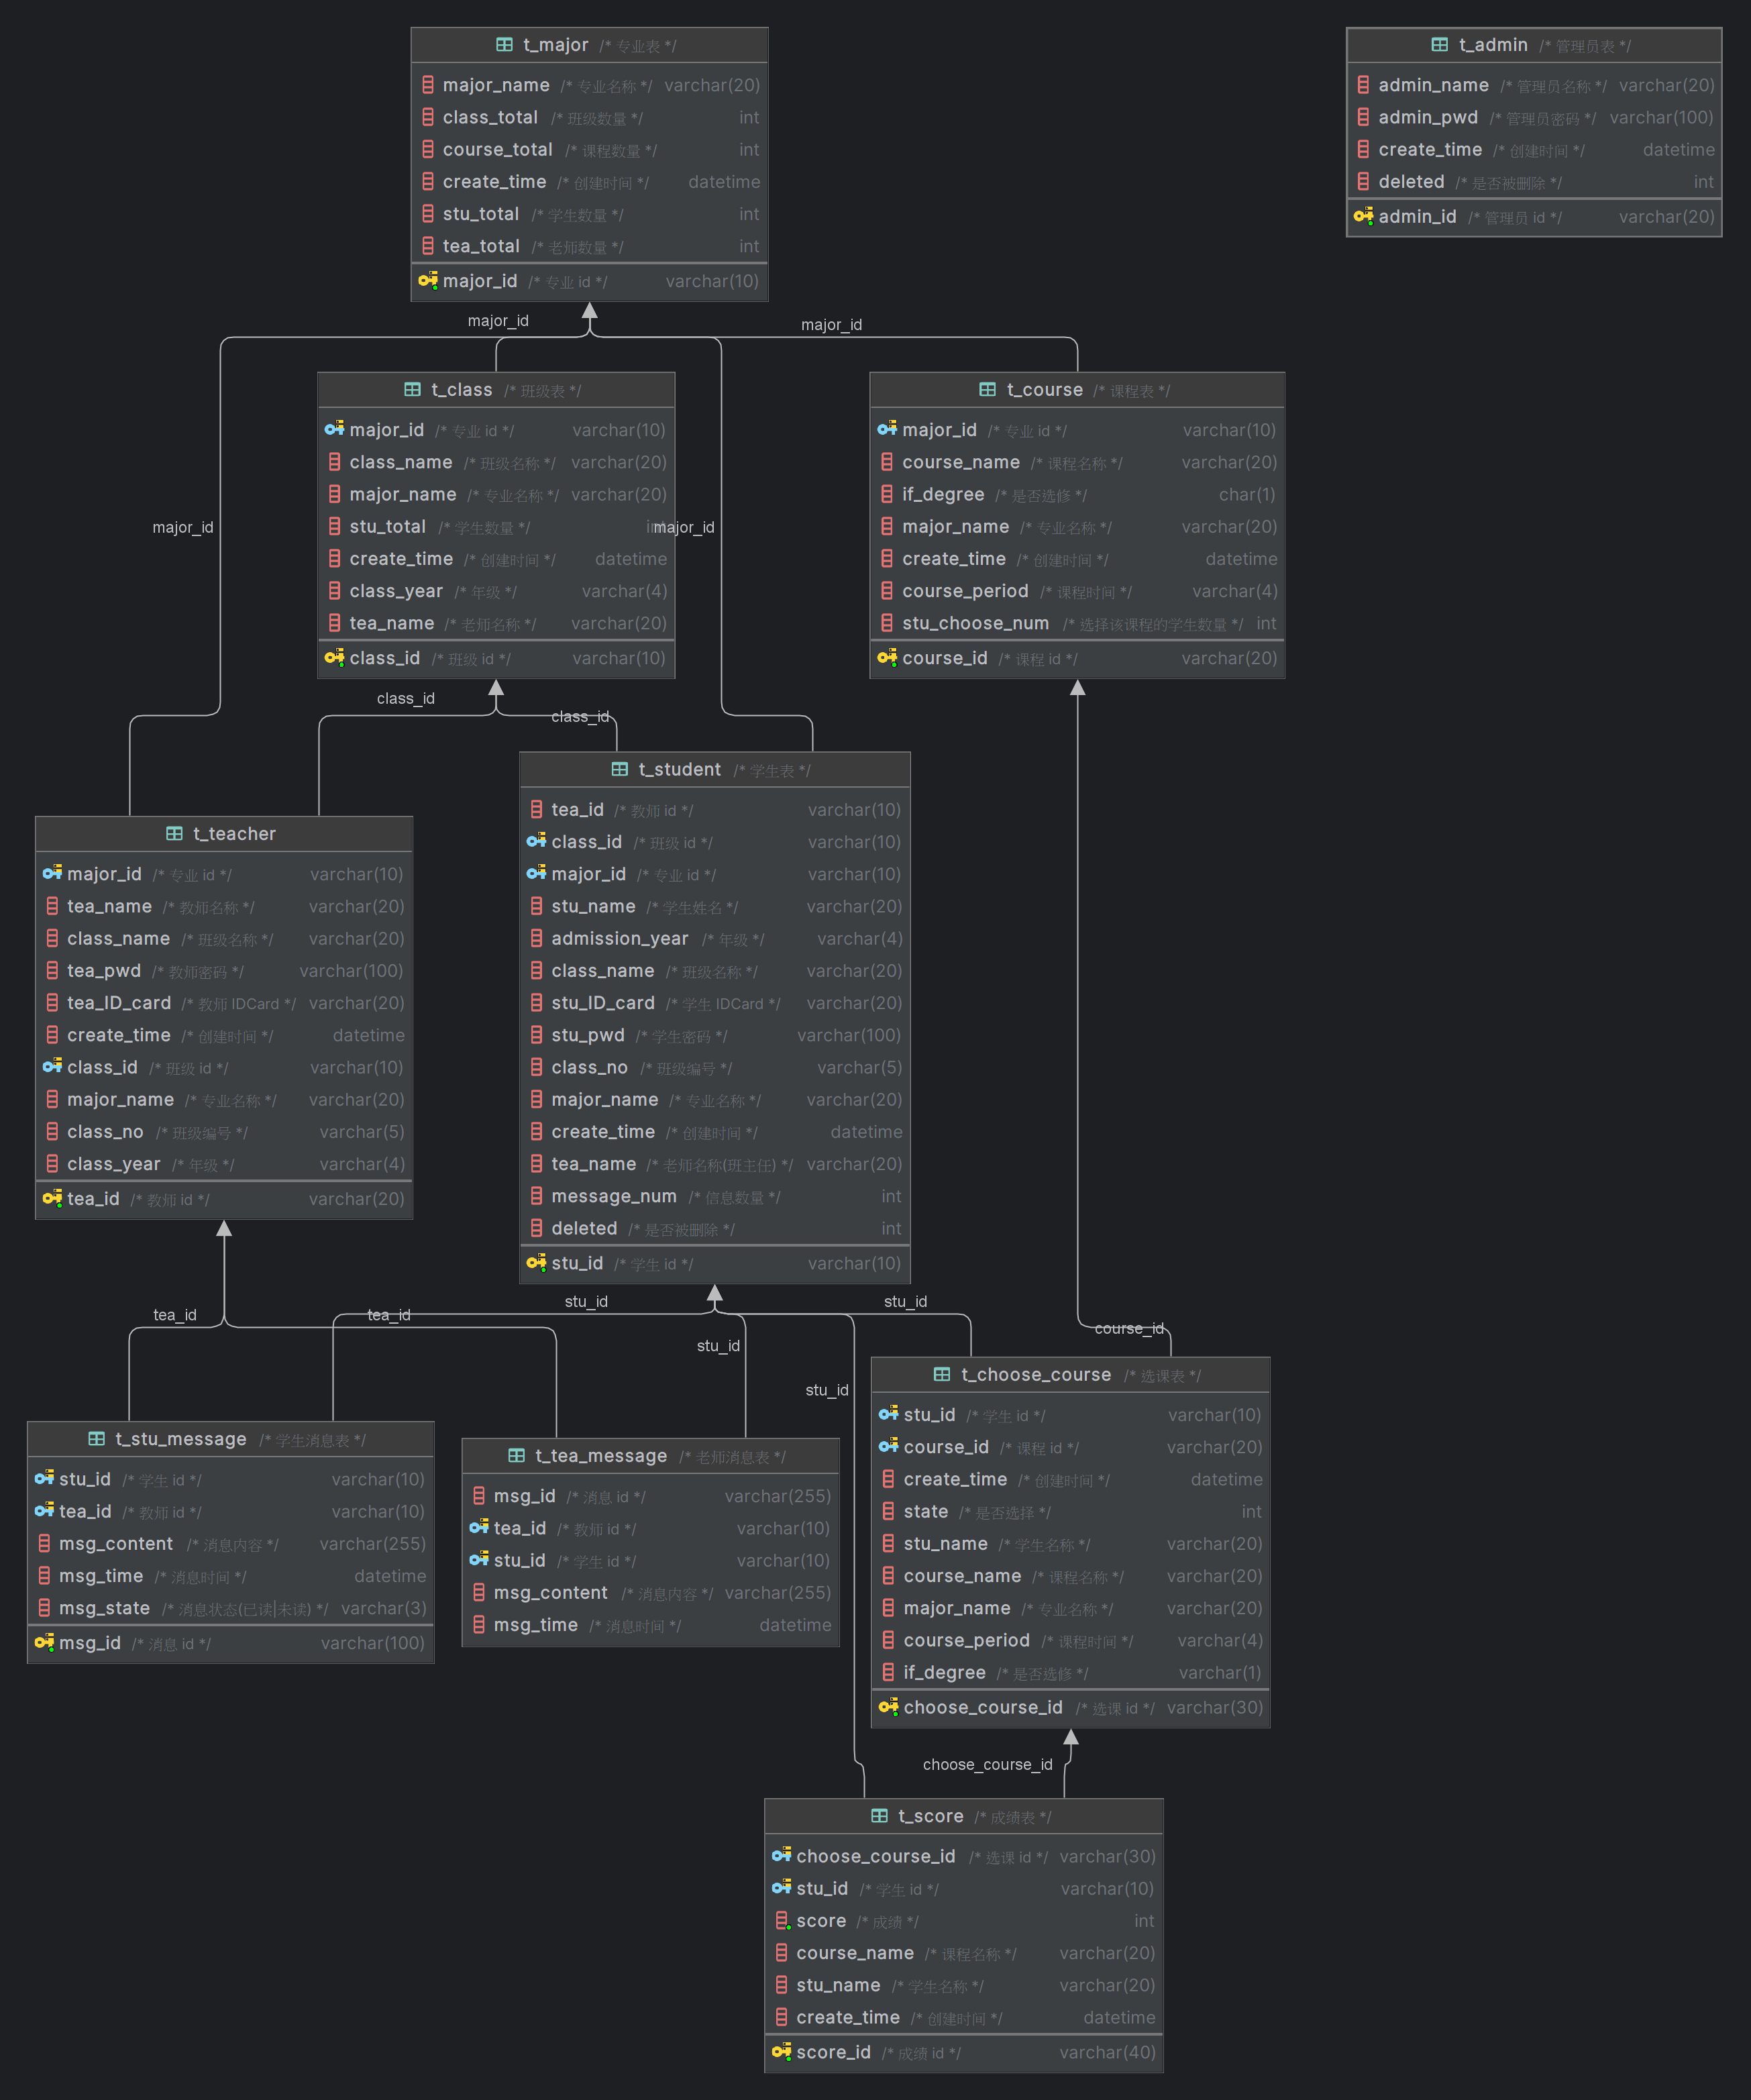 t_major /* 专业表 */
major_name /* 专业名称 */ varchar(20)
class_total /* 班级数量 */ int
course_total /* 课程数量 */ int
create_time /* 创建时间 */ datetime
stu_total /* 学生数量 */ int
tea_total /* 老师数量 */ int
major_id /* 专业 id */ varchar(10)
t_admin /* 管理员表 */
admin_name /* 管理员名称 */ varchar(20)
admin_pwd /* 管理员密码 */ varchar(100)
create_time /* 创建时间 */ datetime
deleted /* 是否被删除 */ int
admin_id /* 管理员 id */ varchar(20)
major_id
major_id
major_id
major_id
t_class /* 班级表 */
major_id /* 专业 id */ varchar(10)
class_name /* 班级名称 */ varchar(20)
major_name /* 专业名称 */ varchar(20)
stu_total /* 学生数量 */ int
create_time /* 创建时间 */ datetime
class_year /* 年级 */ varchar(4)
tea_name /* 老师名称 */ varchar(20)
class_id /* 班级 id */ varchar(10)
t_course /* 课程表 */
major_id /* 专业 id */ varchar(10)
course_name /* 课程名称 */ varchar(20)
if_degree /* 是否选修 */ char(1)
major_name /* 专业名称 */ varchar(20)
create_time /* 创建时间 */ datetime
course_period /* 课程时间 */ varchar(4)
stu_choose_num /* 选择该课程的学生数量 */ int
course_id /* 课程 id */ varchar(20)
class_id
class_id
t_teacher
major_id /* 专业 id */ varchar(10)
tea_name /* 教师名称 */ varchar(20)
class_name /* 班级名称 */ varchar(20)
tea_pwd /* 教师密码 */ varchar(100)
tea_ID_card /* 教师 IDCard */ varchar(20)
create_time /* 创建时间 */ datetime
class_id /* 班级 id */ varchar(10)
major_name /* 专业名称 */ varchar(20)
class_no /* 班级编号 */ varchar(5)
class_year /* 年级 */ varchar(4)
tea_id /* 教师 id */ varchar(20)
t_student /* 学生表 */
tea_id /* 教师 id */ varchar(10)
class_id /* 班级 id */ varchar(10)
major_id /* 专业 id */ varchar(10)
stu_name /* 学生姓名 */ varchar(20)
admission_year /* 年级 */ varchar(4)
class_name /* 班级名称 */ varchar(20)
stu_ID_card /* 学生 IDCard */ varchar(20)
stu_pwd /* 学生密码 */ varchar(100)
class_no /* 班级编号 */ varchar(5)
major_name /* 专业名称 */ varchar(20)
create_time /* 创建时间 */ datetime
tea_name /* 老师名称(班主任) */ varchar(20)
message_num /* 信息数量 */ int
deleted /* 是否被删除 */ int
stu_id /* 学生 id */ varchar(10)
tea_id
tea_id
stu_id
stu_id
stu_id
stu_id
course_id
t_stu_message /* 学生消息表 */
stu_id /* 学生 id */ varchar(10)
tea_id /* 教师 id */ varchar(10)
msg_content /* 消息内容 */ varchar(255)
msg_time /* 消息时间 */ datetime
msg_state /* 消息状态(已读|未读) */ varchar(3)
msg_id /* 消息 id */ varchar(100)
t_tea_message /* 老师消息表 */
msg_id /* 消息 id */ varchar(255)
tea_id /* 教师 id */ varchar(10)
stu_id /* 学生 id */ varchar(10)
msg_content /* 消息内容 */ varchar(255)
msg_time /* 消息时间 */ datetime
t_choose_course /* 选课表 */
stu_id /* 学生 id */ varchar(10)
course_id /* 课程 id */ varchar(20)
create_time /* 创建时间 */ datetime
state /* 是否选择 */ int
stu_name /* 学生名称 */ varchar(20)
course_name /* 课程名称 */ varchar(20)
major_name /* 专业名称 */ varchar(20)
course_period /* 课程时间 */ varchar(4)
if_degree /* 是否选修 */ varchar(1)
choose_course_id /* 选课 id */ varchar(30)
choose_course_id
t_score /* 成绩表 */
choose_course_id /* 选课 id */ varchar(30)
stu_id /* 学生 id */ varchar(10)
score /* 成绩 */ int
course_name /* 课程名称 */ varchar(20)
stu_name /* 学生名称 */ varchar(20)
create_time /* 创建时间 */ datetime
score_id /* 成绩 id */ varchar(40)